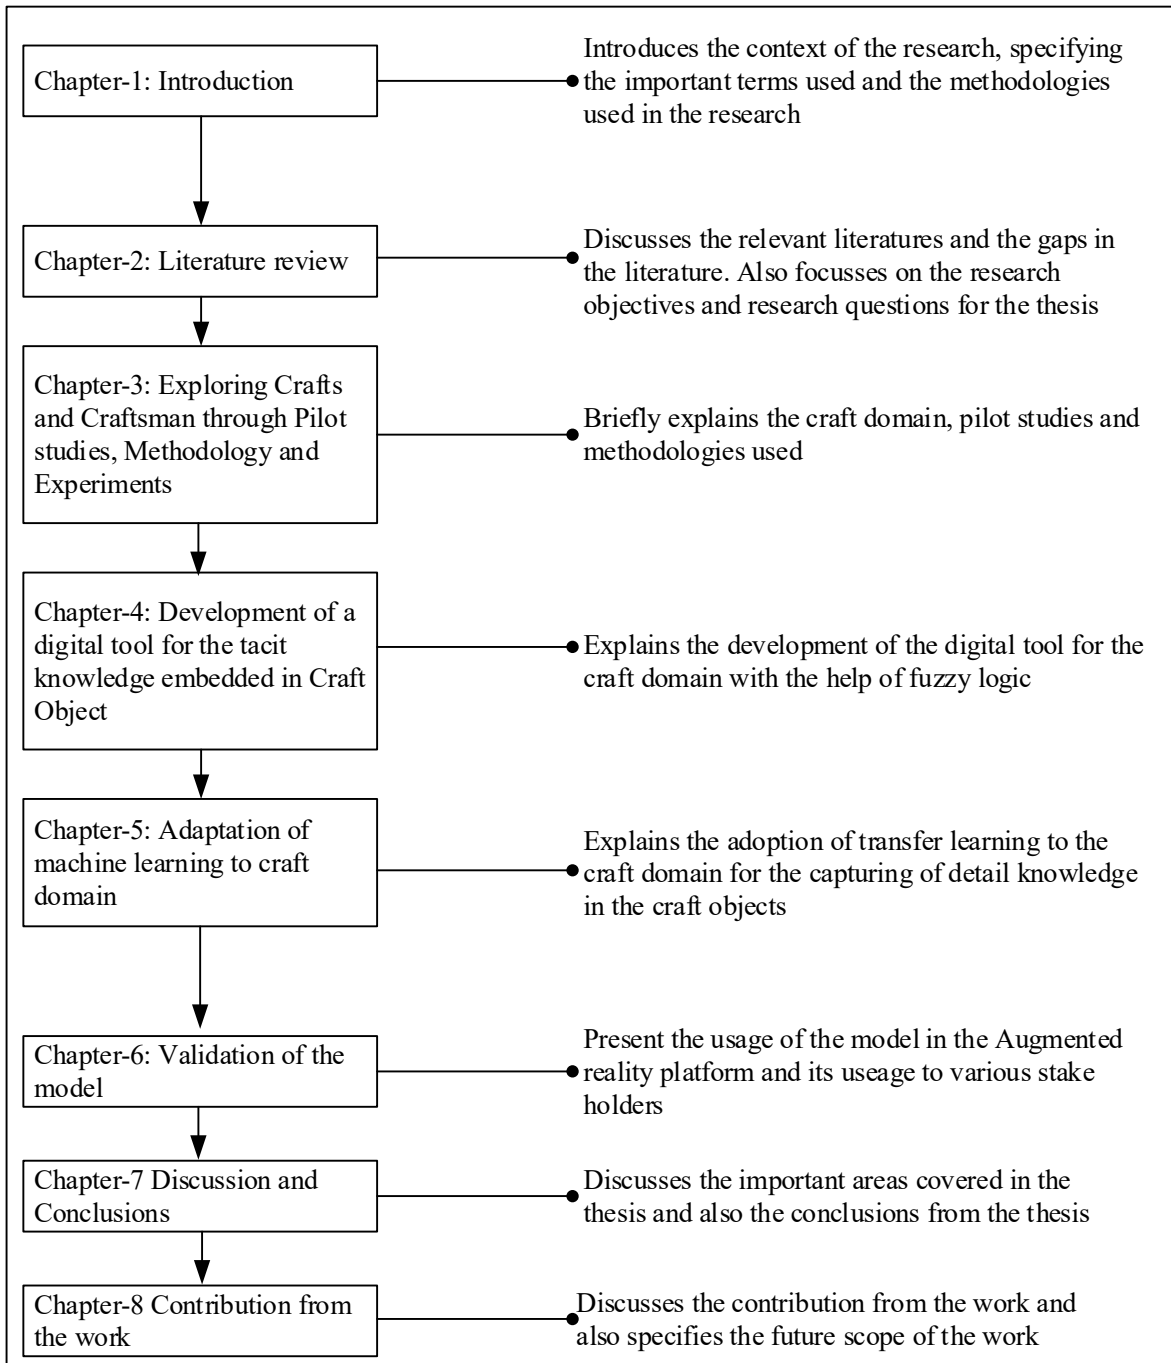 Chapter-1: Introduction
Introduces the context of the research, specifying
the important terms used and the methodologies
used in the research
Chapter-2: Literature review
Discusses the relevant literatures and the gaps in
the literature. Also focusses on the research
objectives and research questions for the thesis
Chapter-3: Exploring Crafts
and Craftsman through Pilot
studies, Methodology and
Experiments
Briefly explains the craft domain, pilot studies and
methodologies used
Chapter-4: Development of a
digital tool for the tacit
knowledge embedded in Craft
Object
Explains the development of the digital tool for the
craft domain with the help of fuzzy logic
Chapter-5: Adaptation of
machine learning to craft
domain
Explains the adoption of transfer learning to the
craft domain for the capturing of detail knowledge
in the craft objects
Chapter-6: Validation of the
model
Present the usage of the model in the Augmented
reality platform and its useage to various stake
holders
Chapter-7 Discussion and
Conclusions
Discusses the important areas covered in the
thesis and also the conclusions from the thesis
Chapter-8 Contribution from
the work
Discusses the contribution from the work and
also specifies the future scope of the work